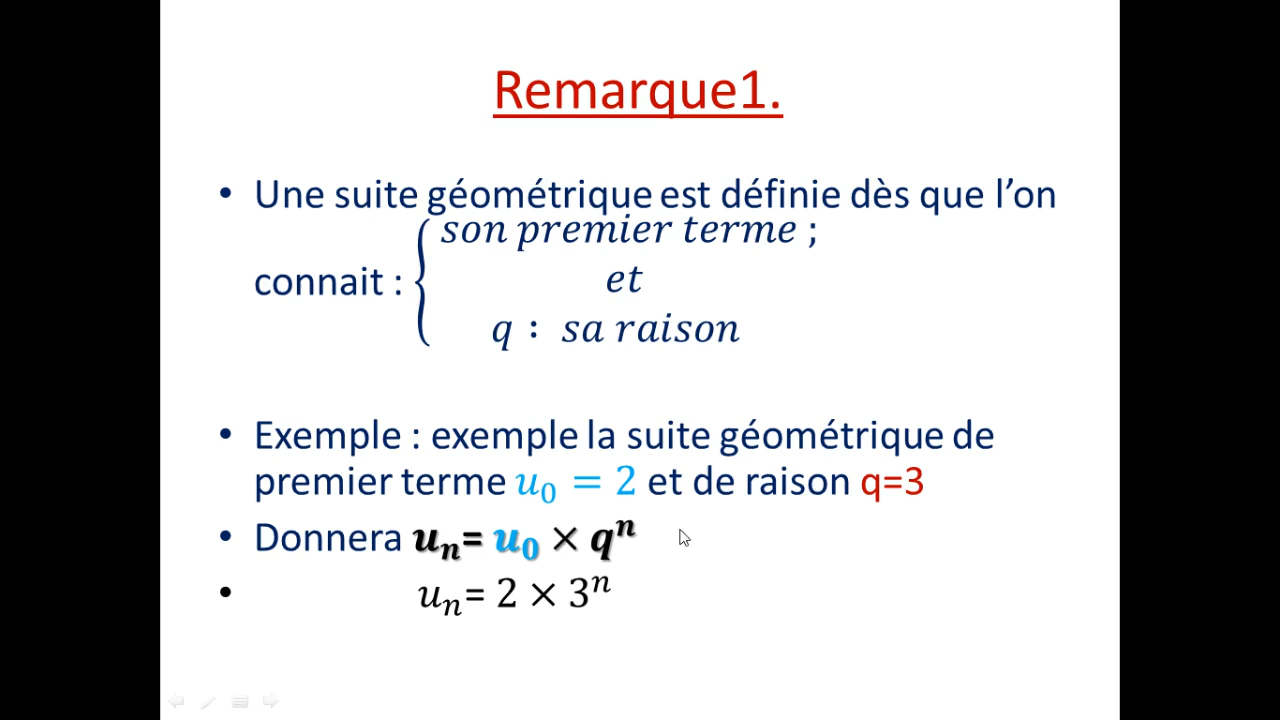 Remarque1.
• Une suite géométrique est définie dès que l’on
son premier terme ;
connait : { et
q : sa raison
• Exemple : exemple la suite géométrique de
premier terme u₀ = 2 et de raison q=3
• Donnera uₙ= u₀ × qⁿ
• uₙ= 2 × 3ⁿ